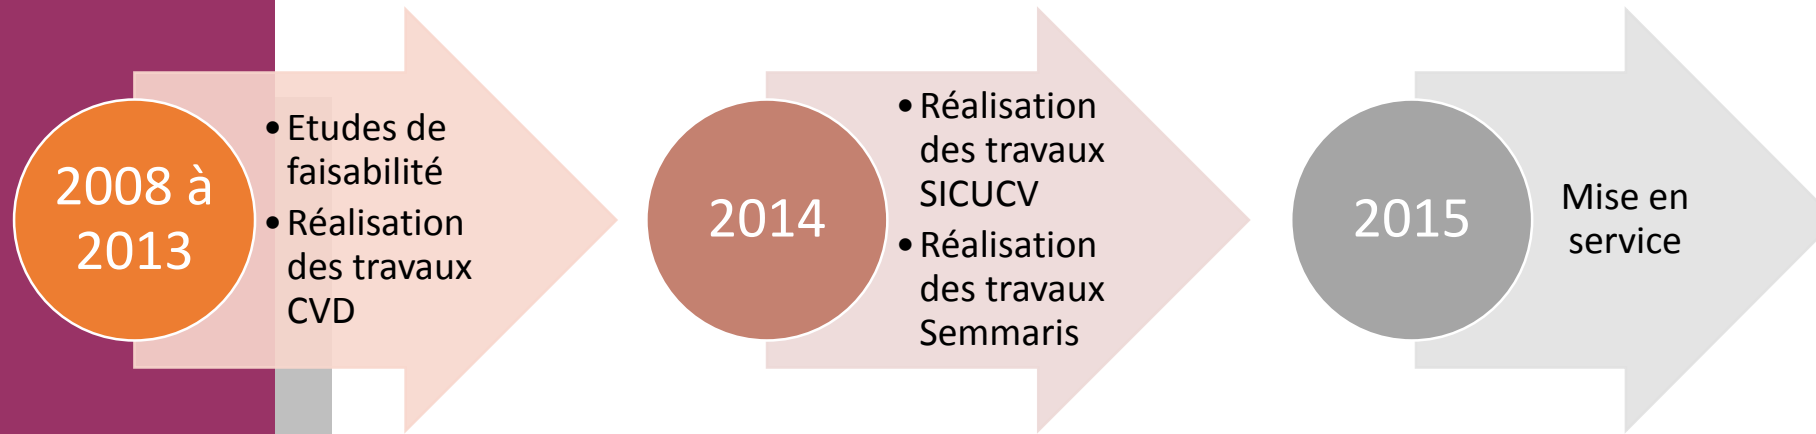 2008 à
2013
• Etudes de
faisabilité
• Réalisation
des travaux
CVD
2014
• Réalisation
des travaux
SICUCV
• Réalisation
des travaux
Semmaris
2015
Mise en
service